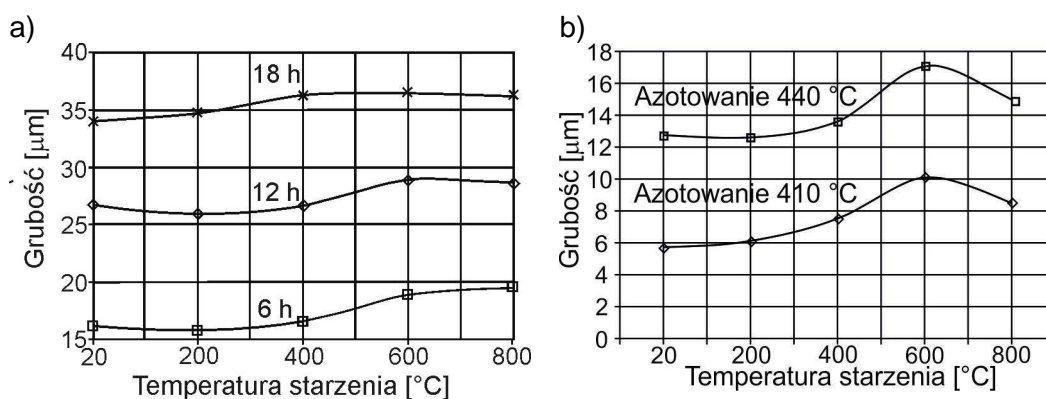 a)
Grubość [μm]
40
35
30
25
20
15
18 h
12 h
6 h
20 200 400 600 800
Temperatura starzenia [°C]
b)
Grubość [μm]
18
16
14
12
10
8
6
4
2
0
Azotowanie 440 °C
Azotowanie 410 °C
20 200 400 600 800
Temperatura starzenia [°C]